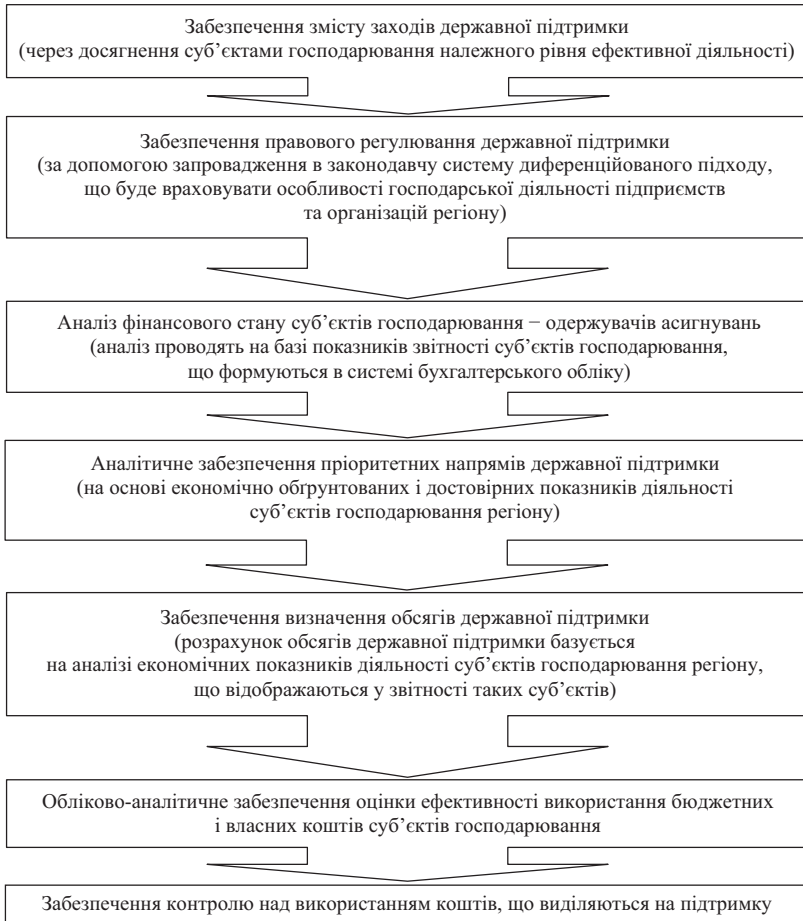 Забезпечення змісту заходів державної підтримки
(через досягнення суб’єктами господарювання належного рівня ефективної діяльності)
Забезпечення правового регулювання державної підтримки
(за допомогою запровадження в законодавчу систему диференційованого підходу,
що буде враховувати особливості господарської діяльності підприємств
та організацій регіону)
Аналіз фінансового стану суб’єктів господарювання − одержувачів асигнувань
(аналіз проводять на базі показників звітності суб’єктів господарювання,
що формуються в системі бухгалтерського обліку)
Аналітичне забезпечення пріоритетних напрямів державної підтримки
(на основі економічно обґрунтованих і достовірних показників діяльності
суб’єктів господарювання регіону)
Забезпечення визначення обсягів державної підтримки
(розрахунок обсягів державної підтримки базується
на аналізі економічних показників діяльності суб’єктів господарювання регіону,
що відображаються у звітності таких суб’єктів)
Обліково-аналітичне забезпечення оцінки ефективності використання бюджетних
і власних коштів суб’єктів господарювання
Забезпечення контролю над використанням коштів, що виділяються на підтримку